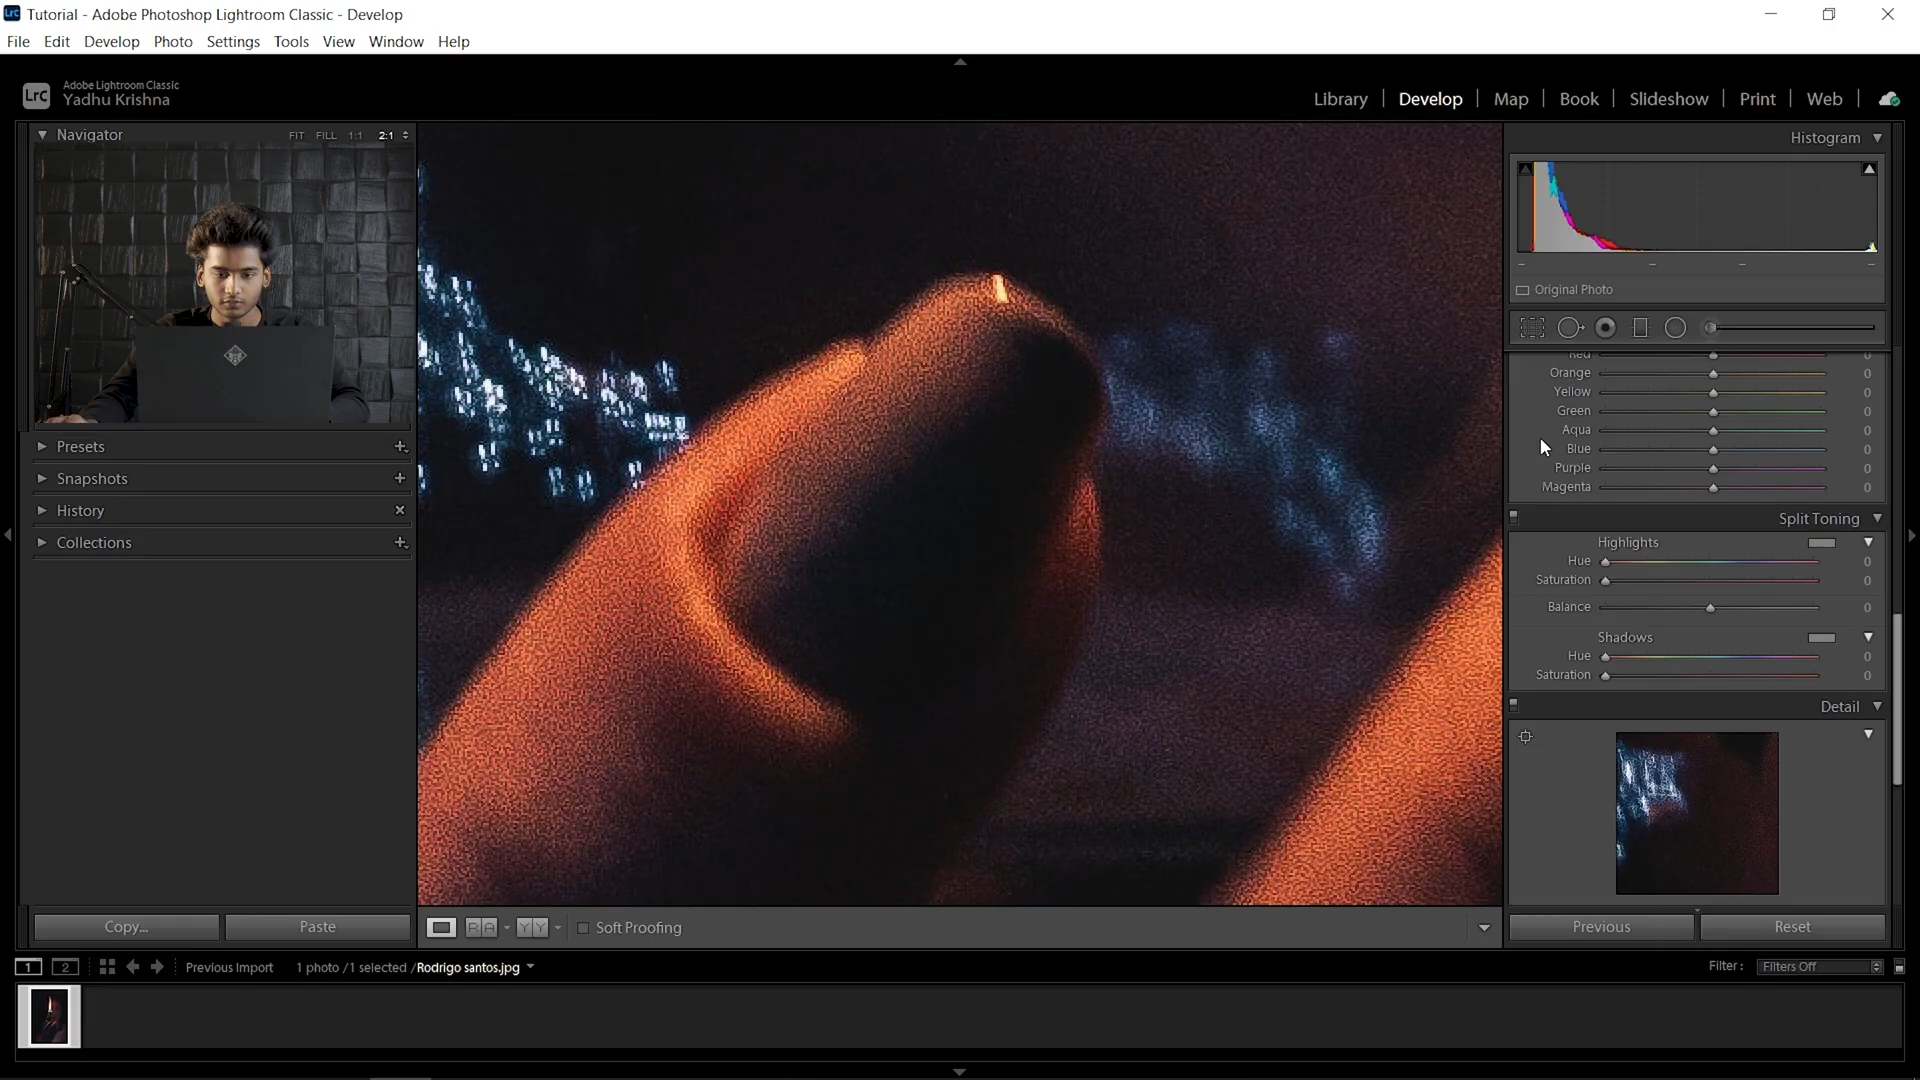 Tutorial - Adobe Photoshop Lightroom Classic - Develop
File Edit Develop Photo Settings Tools View Window Help
LrC
Adobe Lightroom Classic
Yadhu Krishna
Library Develop Map Book Slideshow Print Web
Navigator FIT FILL 1:1 2:1
Presets
Snapshots
History
Collections
Copy... Paste
Histogram
Original Photo
Red 0
Orange 0
Yellow 0
Green 0
Aqua 0
Blue 0
Purple 0
Magenta 0
Split Toning
Highlights
Hue 0
Saturation 0
Balance 0
Shadows
Hue 0
Saturation 0
Detail
Previous Reset
R A Y Y Soft Proofing
1 2 Previous Import 1 photo / 1 selected / Rodrigo santos.jpg
Filter : Filters Off